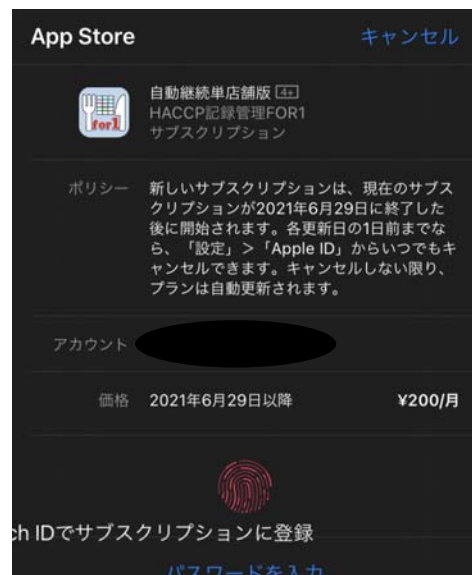 App Store キャンセル
for1
自動継続単店舗版 4+
HACCP記録管理FOR1
サブスクリプション
ポリシー 新しいサブスクリプションは、現在のサブス
クリプションが2021年6月29日に終了した
後に開始されます。各更新日の1日前までな
ら、「設定」＞「Apple ID」からいつでもキ
ャンセルできます。キャンセルしない限り、
プランは自動更新されます。
アカウント
価格 2021年6月29日以降 ¥200/月
ch IDでサブスクリプションに登録
パスワードを入力